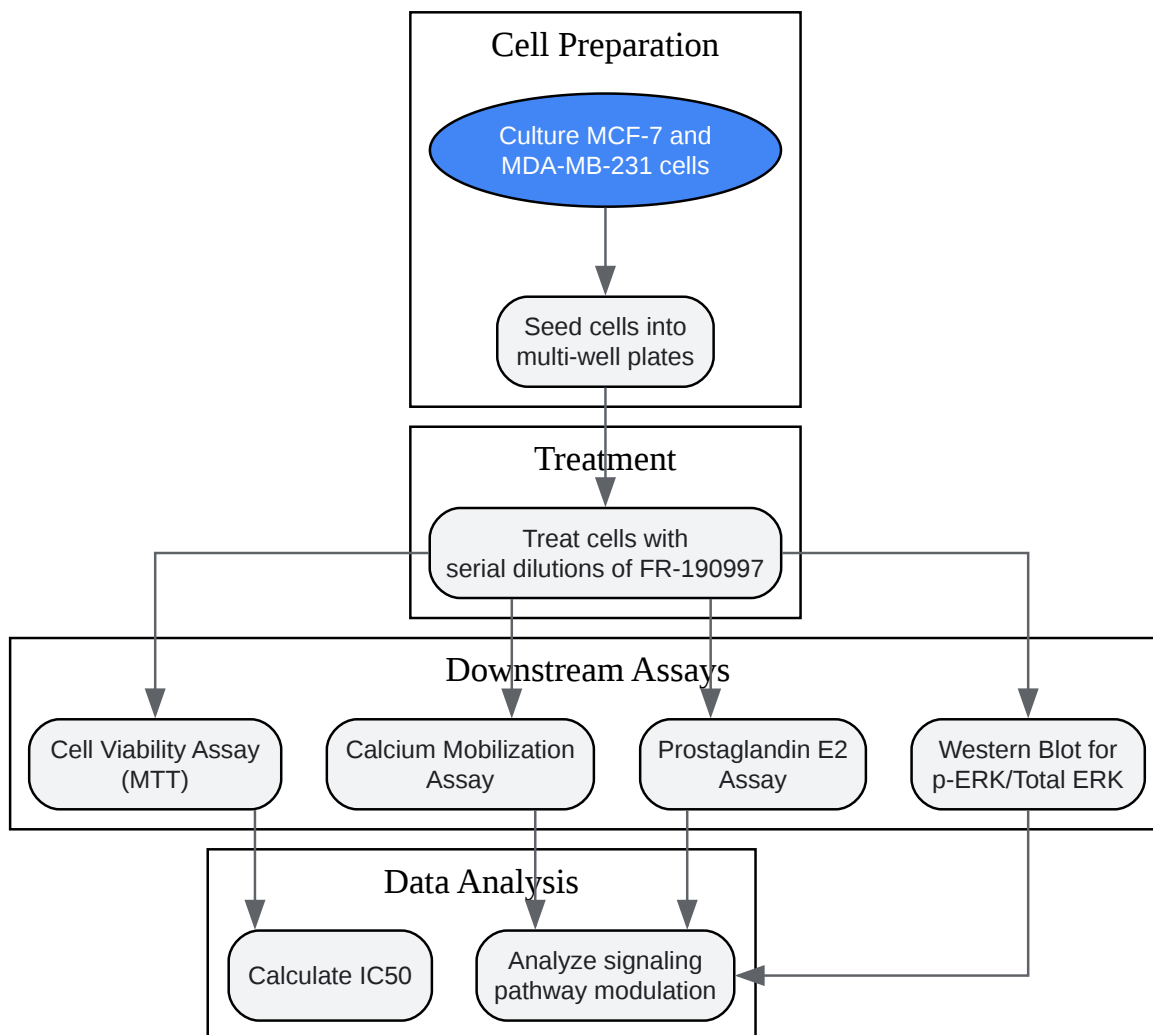 Cell Preparation
Culture MCF-7 and
MDA-MB-231 cells
Seed cells into
multi-well plates
Treatment
Treat cells with
serial dilutions of FR-190997
Downstream Assays
Cell Viability Assay
(MTT)
Calcium Mobilization
Assay
Prostaglandin E2
Assay
Western Blot for
p-ERK/Total ERK
Data Analysis
Calculate IC50
Analyze signaling
pathway modulation